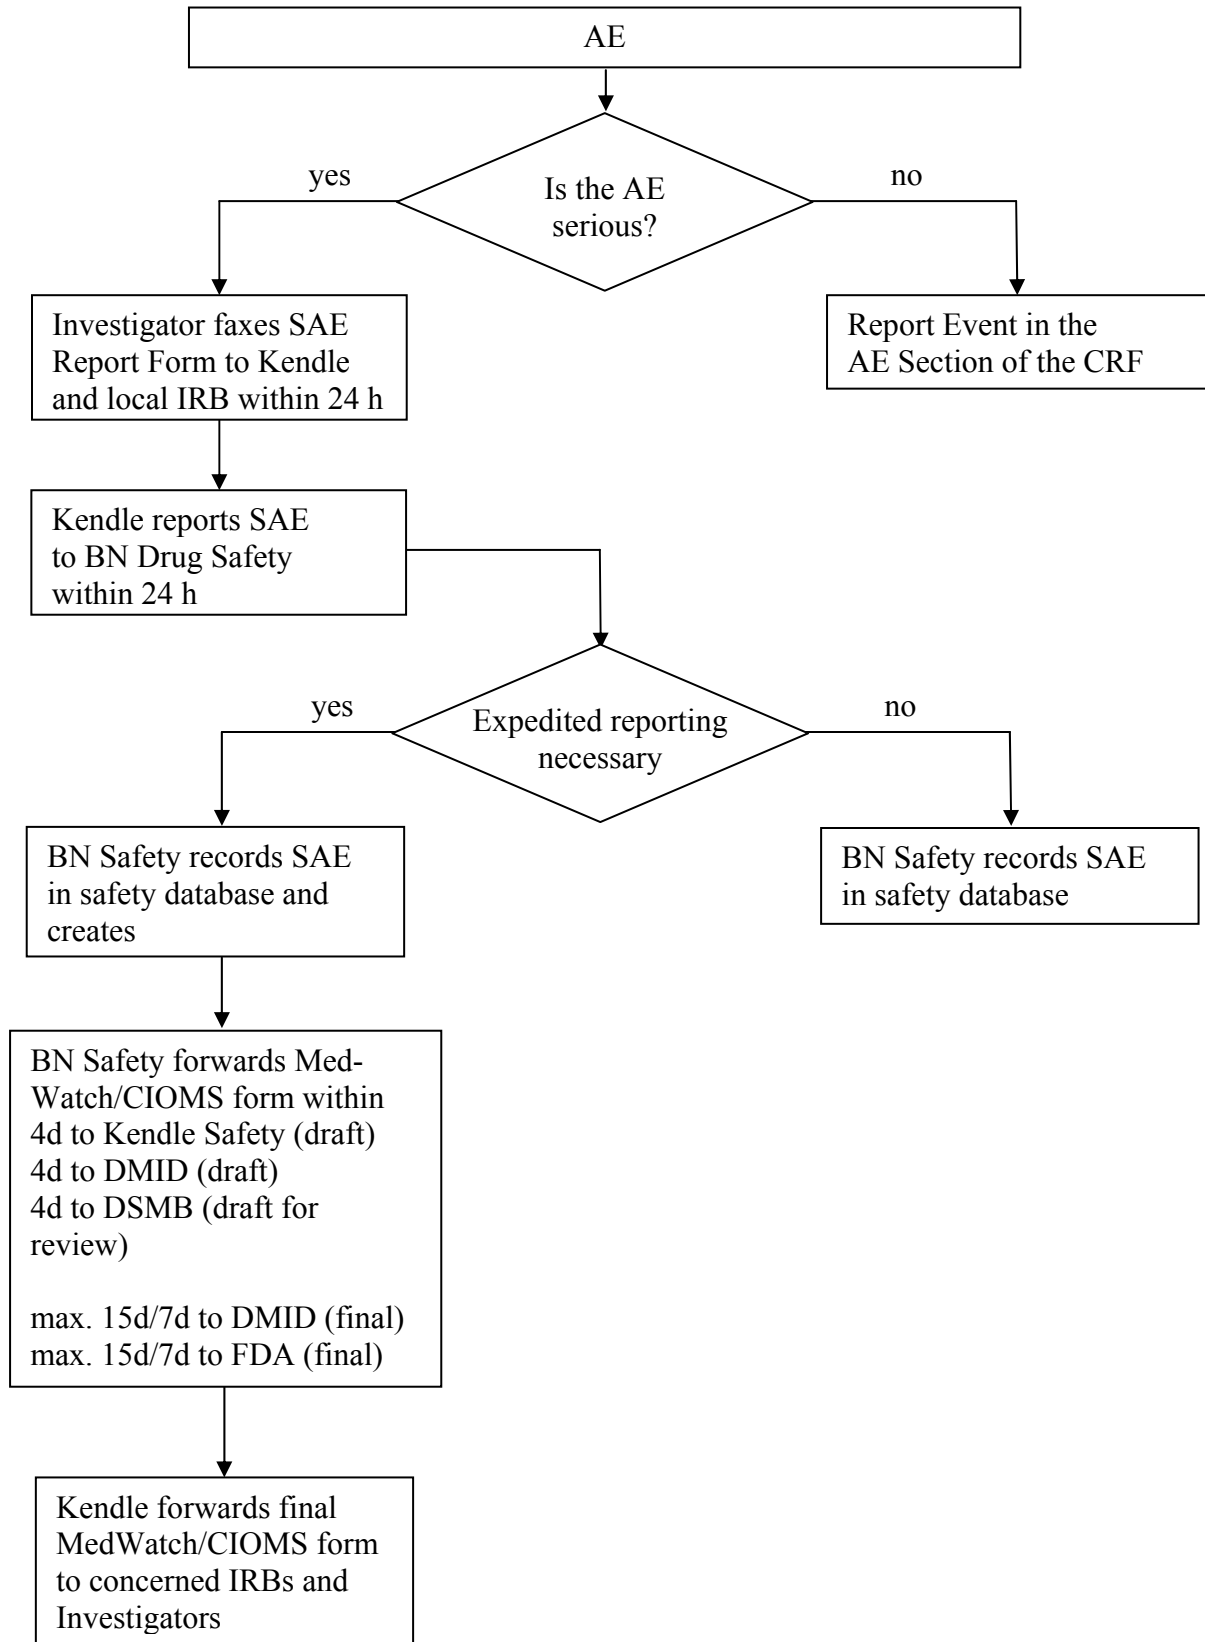 AE
Is the AE
serious?
yes
no
Investigator faxes SAE
Report Form to Kendle
and local IRB within 24 h
Report Event in the
AE Section of the CRF
Kendle reports SAE
to BN Drug Safety
within 24 h
Expedited reporting
necessary
yes
no
BN Safety records SAE
in safety database and
creates
BN Safety records SAE
in safety database
BN Safety forwards Med-
Watch/CIOMS form within
4d to Kendle Safety (draft)
4d to DMID (draft)
4d to DSMB (draft for
review)
max. 15d/7d to DMID (final)
max. 15d/7d to FDA (final)
Kendle forwards final
MedWatch/CIOMS form
to concerned IRBs and
Investigators